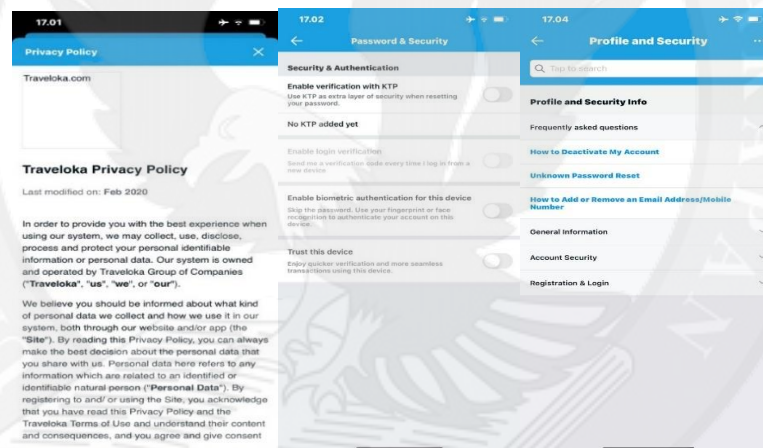 17.01
Privacy Policy
Traveloka.com
Traveloka Privacy Policy
Last modified on: Feb 2020
In order to provide you with the best experience when
using our system, we may collect, use, disclose,
process and protect your personal identifiable
information or personal data. Our system is owned
and operated by Traveloka Group of Companies
("Traveloka", "us", "we", or "our").
We believe you should be informed about what kind
of personal data we collect and how we use it in our
system, both through our website and/or app (the
"Site"). By reading this Privacy Policy, you can always
make the best decision about the personal data that
you share with us. Personal data here refers to any
information which are related to an identified or
identifiable natural person ("Personal Data"). By
registering to and/ or using the Site, you acknowledge
that you have read this Privacy Policy and the
Traveloka Terms of Use and understand their content
and consequences, and you agree and give consent
17.02
Password & Security
Security & Authentication
Enable verification with KTP
Use KTP as extra layer of security when resetting
your password.
No KTP added yet
Enable login verification
Send me a verification code every time I log in from a
new device
Enable biometric authentication for this device
Skip the password. Use your fingerprint or face
recognition to authenticate your account on this
device.
Trust this device
Enjoy quicker verification and more seamless
transactions using this device.
17.04
Profile and Security
Tap to search
Profile and Security Info
Frequently asked questions
How to Deactivate My Account
Unknown Password Reset
How to Add or Remove an Email Address/Mobile
Number
General Information
Account Security
Registration & Login